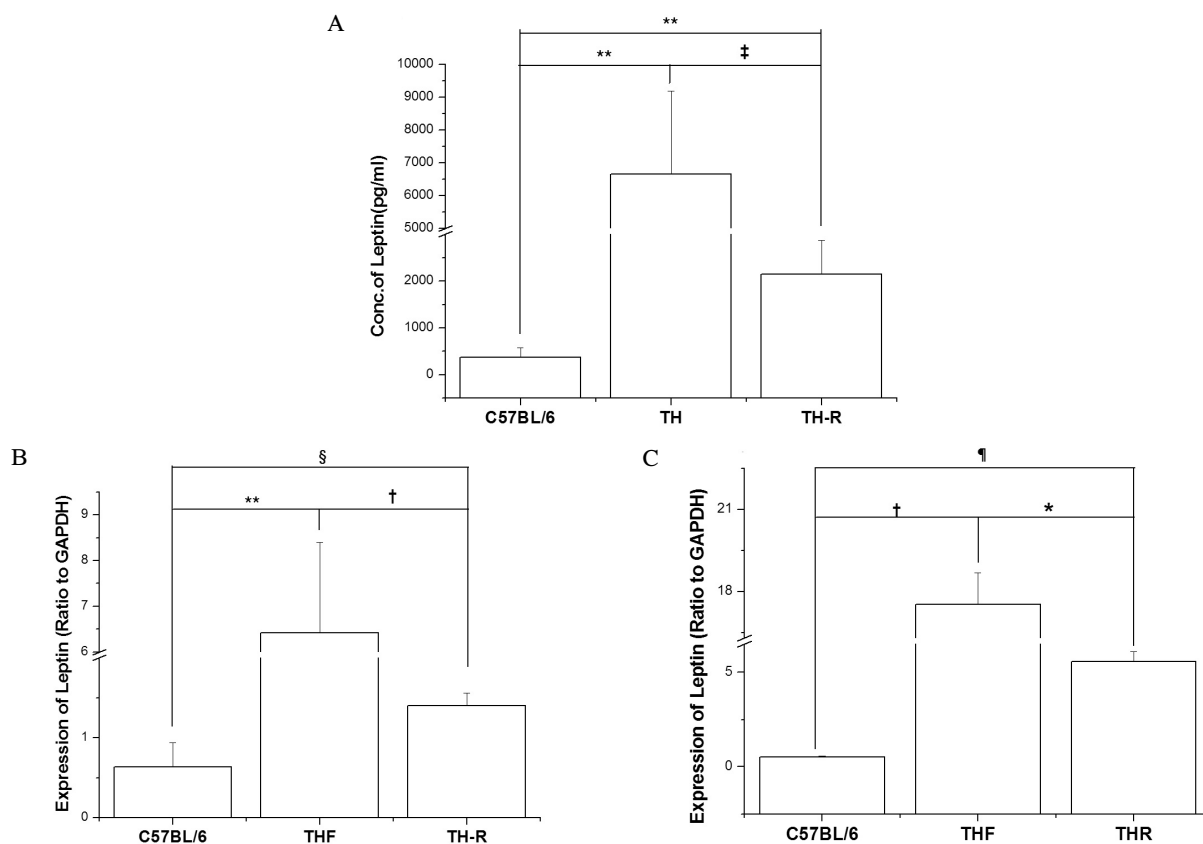 A
**
** ‡
10000
9000
8000
7000
6000
5000
2000
1000
0
Conc.of Leptin(pg/ml)
C57BL/6 TH TH-R
B
§
** †
9
8
7
6
1
0
Expression of Leptin (Ratio to GAPDH)
C57BL/6 THF TH-R
C
¶
† *
21
18
5
0
Expression of Leptin (Ratio to GAPDH)
C57BL/6 THF THR